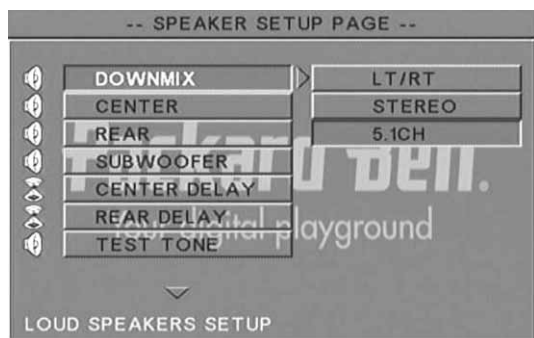 -- SPEAKER SETUP PAGE --
DOWNMIX
LT/RT
CENTER
STEREO
REAR
5.1CH
SUBWOOFER
CENTER DELAY
REAR DELAY
TEST TONE
Packard Bell.
Your digital playground
LOUD SPEAKERS SETUP